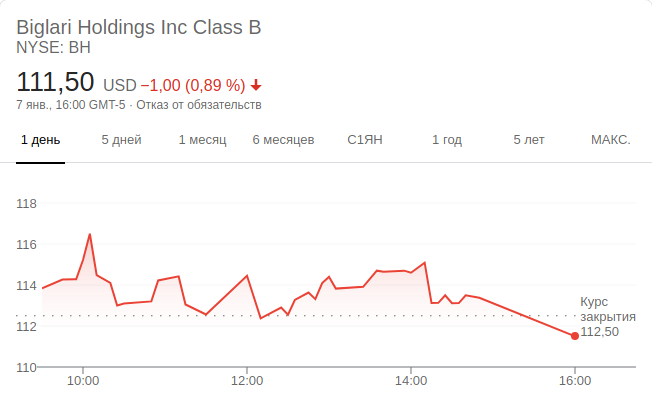 Biglari Holdings Inc Class B
NYSE: BH
111,50 USD −1,00 (0,89 %)
7 янв., 16:00 GMT-5 · Отказ от обязательств
1 день 5 дней 1 месяц 6 месяцев С1ЯН 1 год 5 лет МАКС.
118
116
114
112
110
Курс
закрытия
112,50
10:00 12:00 14:00 16:00